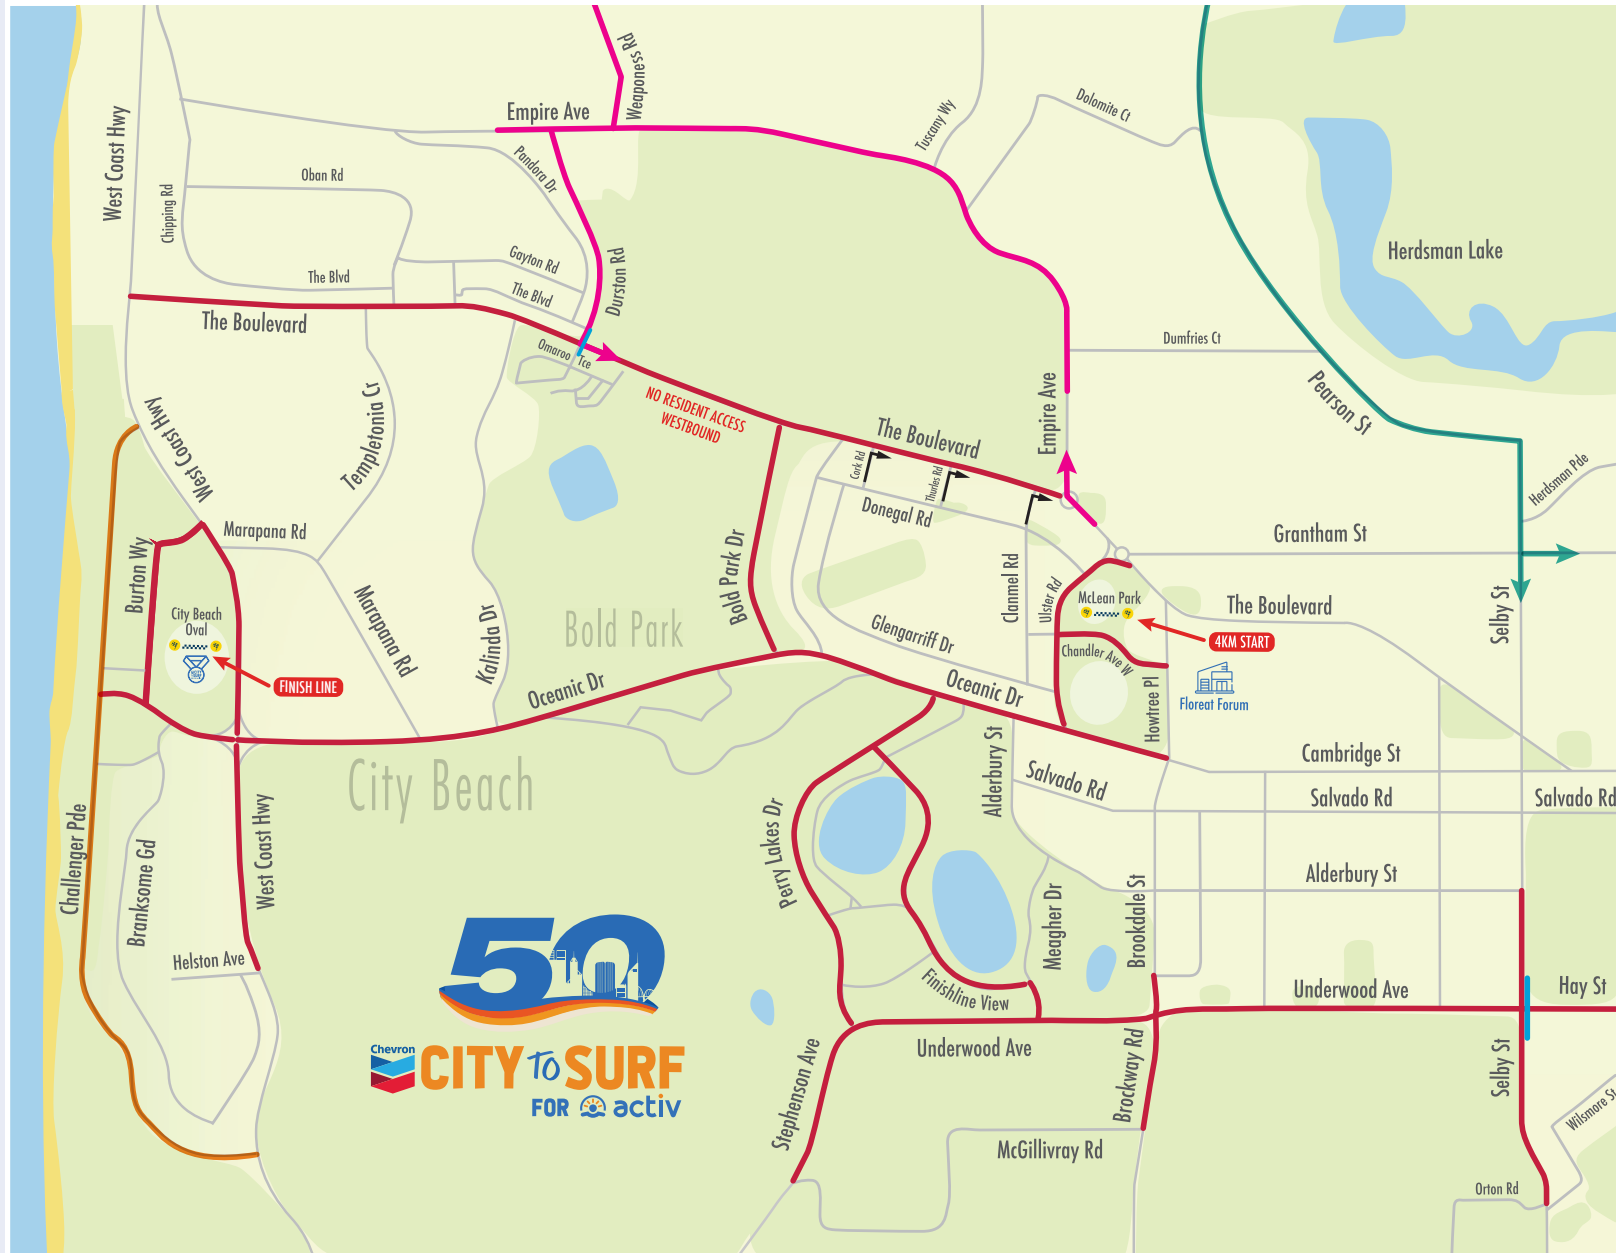 Weaponess Rd
Empire Ave
Tuscany Wy
Dolomite Ct
West Coast Hwy
Pandora Dr
Oban Rd
Chipping Rd
Herdsman Lake
Gayton Rd
The Blvd
The Blvd
Durston Rd
The Boulevard
Dumfries Ct
Omaroo Tce
Empire Ave
Pearson St
NO RESIDENT ACCESS
WESTBOUND
Templetonia Cr
West Coast Hwy
The Boulevard
Cork Rd
Thurles Rd
Herdsman Pde
Donegal Rd
Marapana Rd
Grantham St
Burton Wy
Bold Park Dr
Clanmel Rd
Ulster Rd
McLean Park
The Boulevard
Selby St
City Beach
Oval
Marapana Rd
Kalinda Dr
Bold Park
Glengarriff Dr
4KM START
Chandler Ave W
FINISH LINE
Oceanic Dr
Oceanic Dr
Howtree Pl
Floreat Forum
Alderbury St
Cambridge St
City Beach
Salvado Rd
Salvado Rd
Salvado Rd
Challenger Pde
West Coast Hwy
Perry Lakes Dr
Branksome Gd
Alderbury St
Meagher Dr
Brookdale St
Helston Ave
50
Finishline View
Underwood Ave
Hay St
Chevron
CITY TO SURF
FOR activ
Underwood Ave
Stephenson Ave
Brockway Rd
Selby St
McGillivray Rd
Wilsmore St
Orton Rd